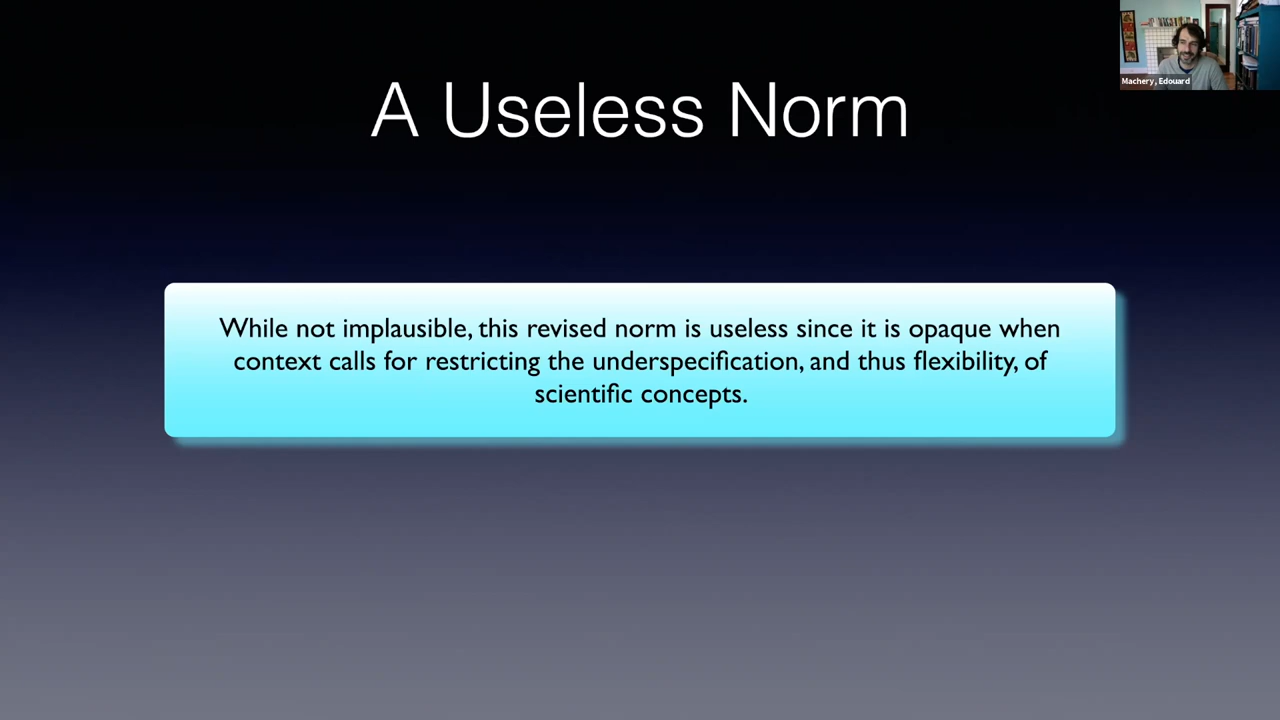 Machery, Edouard
A Useless Norm
While not implausible, this revised norm is useless since it is opaque when
context calls for restricting the underspecification, and thus flexibility, of
scientific concepts.